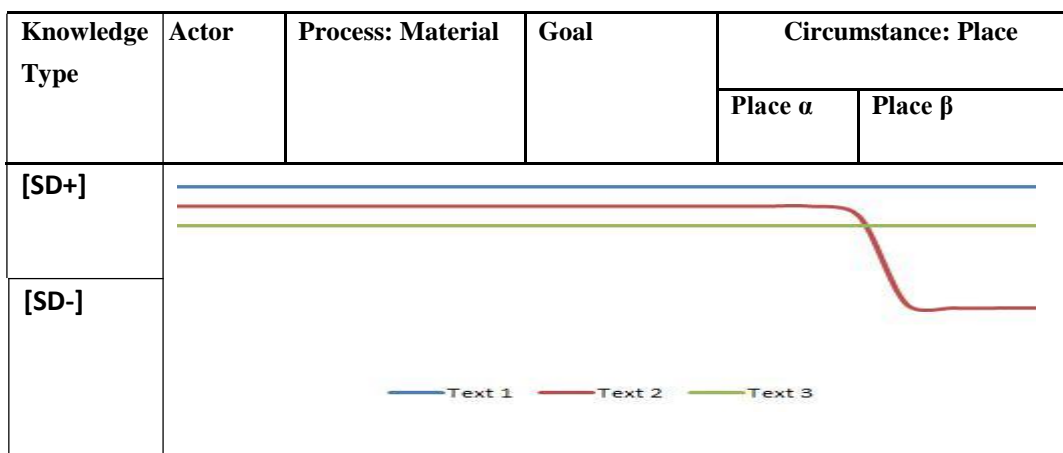 Knowledge Type
Actor
Process: Material
Goal
Circumstance: Place
Place α
Place β
[SD+]
[SD-]
Text 1
Text 2
Text 3